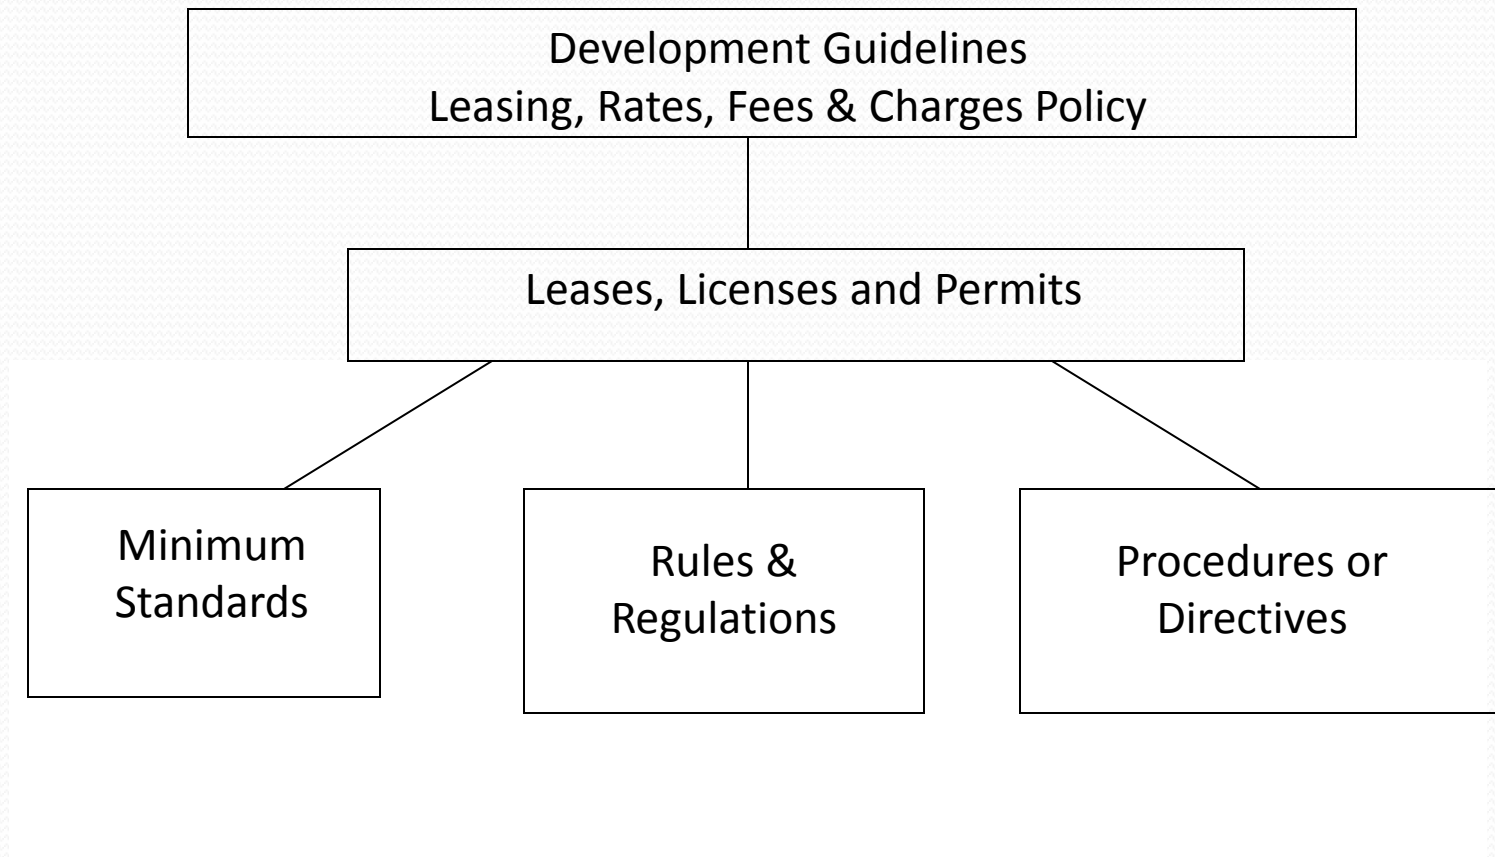 Development Guidelines
Leasing, Rates, Fees & Charges Policy
Leases, Licenses and Permits
Minimum
Standards
Rules &
Regulations
Procedures or
Directives